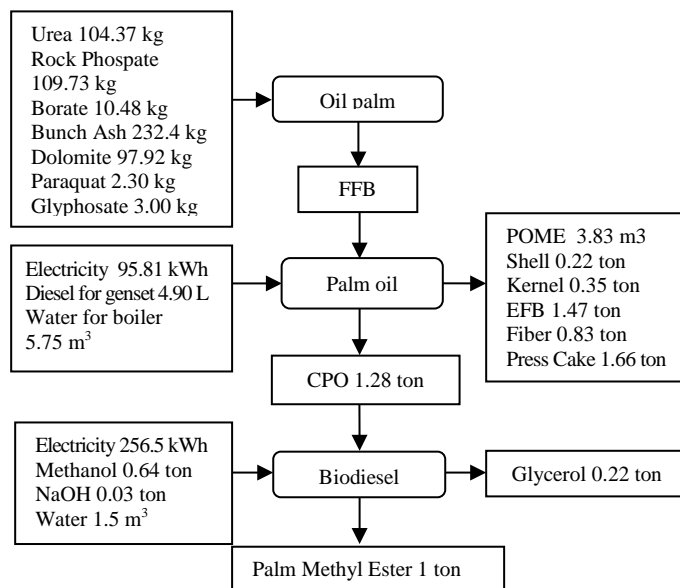 Urea 104.37 kg
Rock Phospate
109.73 kg
Borate 10.48 kg
Bunch Ash 232.4 kg
Dolomite 97.92 kg
Paraquat 2.30 kg
Glyphosate 3.00 kg
Oil palm
FFB
Electricity 95.81 kWh
Diesel for genset 4.90 L
Water for boiler
5.75 m³
Palm oil
POME 3.83 m3
Shell 0.22 ton
Kernel 0.35 ton
EFB 1.47 ton
Fiber 0.83 ton
Press Cake 1.66 ton
CPO 1.28 ton
Electricity 256.5 kWh
Methanol 0.64 ton
NaOH 0.03 ton
Water 1.5 m³
Biodiesel
Glycerol 0.22 ton
Palm Methyl Ester 1 ton